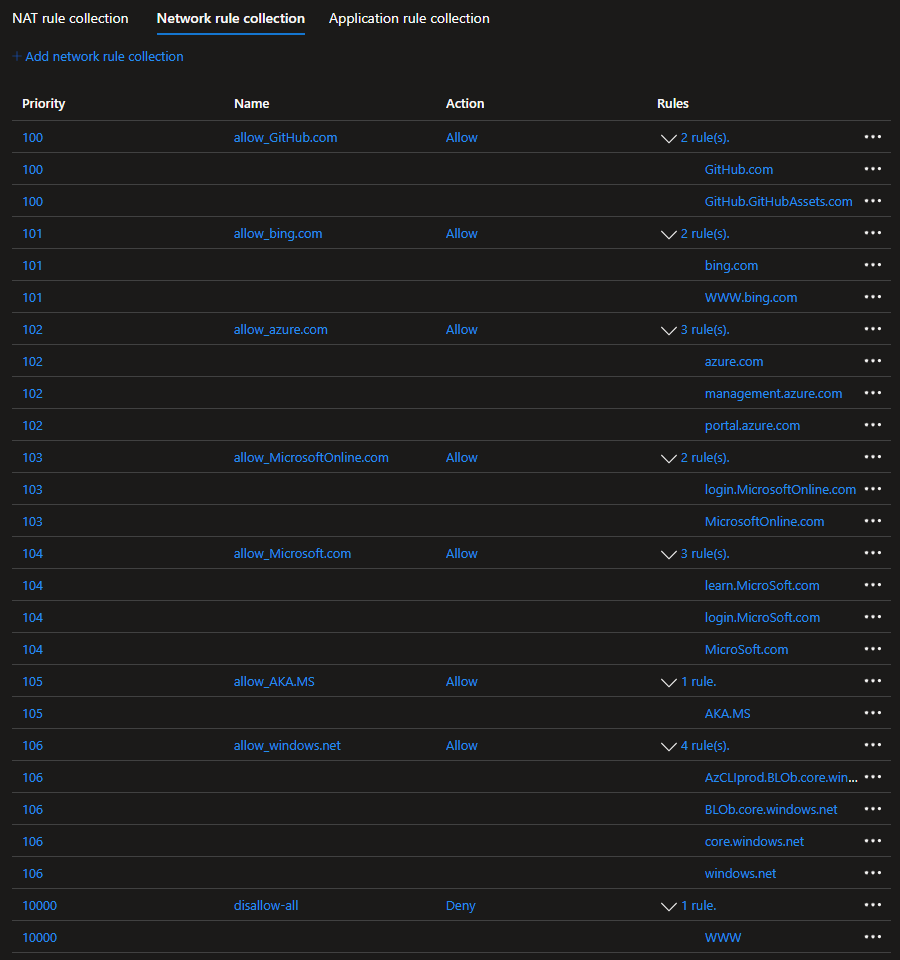 NAT rule collection Network rule collection Application rule collection
+ Add network rule collection
Priority Name Action Rules
100 allow_GitHub.com Allow 2 rule(s).
100 GitHub.com
100 GitHub.GitHubAssets.com
101 allow_bing.com Allow 2 rule(s).
101 bing.com
101 WWW.bing.com
102 allow_azure.com Allow 3 rule(s).
102 azure.com
102 management.azure.com
102 portal.azure.com
103 allow_MicrosoftOnline.com Allow 2 rule(s).
103 login.MicrosoftOnline.com
103 MicrosoftOnline.com
104 allow_Microsoft.com Allow 3 rule(s).
104 learn.MicroSoft.com
104 login.MicroSoft.com
104 MicroSoft.com
105 allow_AKA.MS Allow 1 rule.
105 AKA.MS
106 allow_windows.net Allow 4 rule(s).
106 AzCLIprod.BLOb.core.win...
106 BLOb.core.windows.net
106 core.windows.net
106 windows.net
10000 disallow-all Deny 1 rule.
10000 WWW